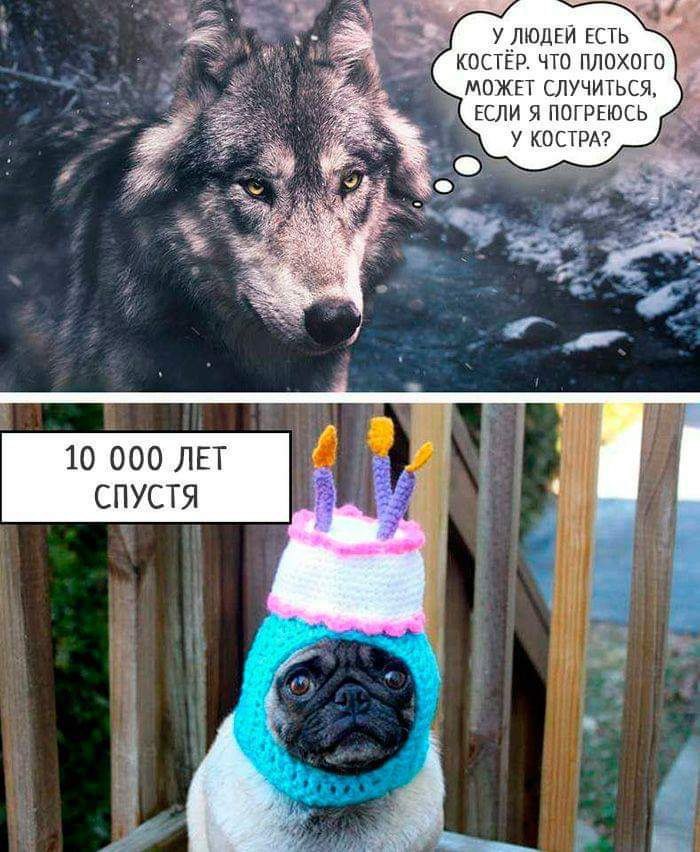 У ЛЮДЕЙ ЕСТЬ
КОСТЁР. ЧТО ПЛОХОГО
МОЖЕТ СЛУЧИТЬСЯ,
ЕСЛИ Я ПОГРЕЮСЬ
У КОСТРА?
10 000 ЛЕТ
СПУСТЯ